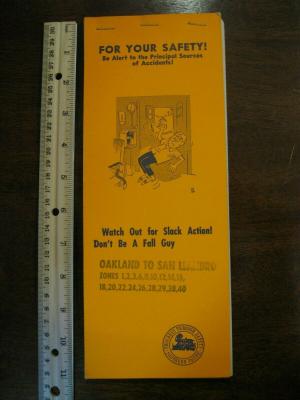 FOR YOUR SAFETY!
Be Alert to the Principal Sources
of Accidents!
Watch Out for Slack Action!
Don't Be A Fall Guy
OAKLAND TO SAN LEANDRO
ZONES 1,2,3,6,8,10,12,14,16,
18,20,22,24,26,28,29,38,40